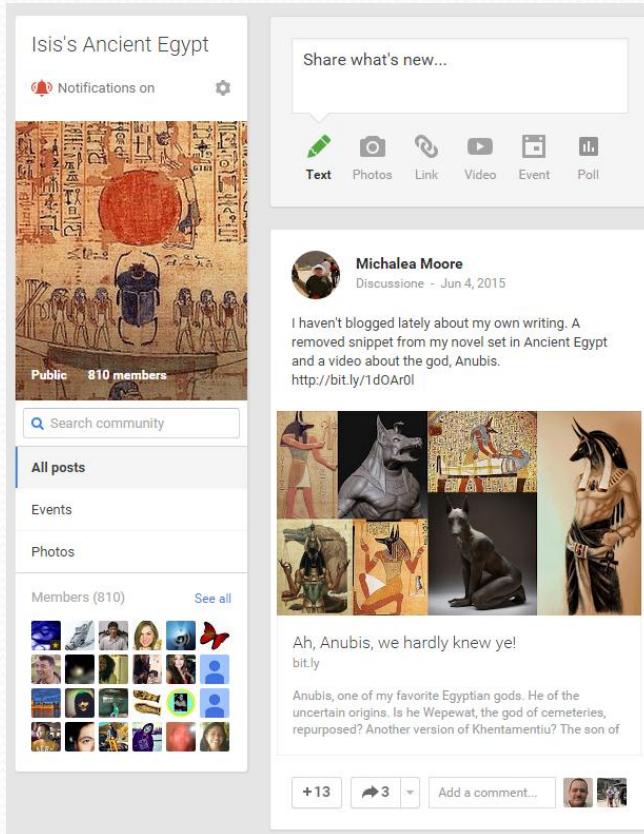 Isis's Ancient Egypt
Notifications on
Public 810 members
Search community
All posts
Events
Photos
Members (810) See all
Share what's new...
Text Photos Link Video Event Poll
Michalea Moore
Discussione - Jun 4, 2015
I haven't blogged lately about my own writing. A
removed snippet from my novel set in Ancient Egypt
and a video about the god, Anubis.
http://bit.ly/1dOAr0l
Ah, Anubis, we hardly knew ye!
bit.ly
Anubis, one of my favorite Egyptian gods. He of the
uncertain origins. Is he Wepewat, the god of cemeteries,
repurposed? Another version of Khentamentiu? The son of
+13 3 Add a comment...